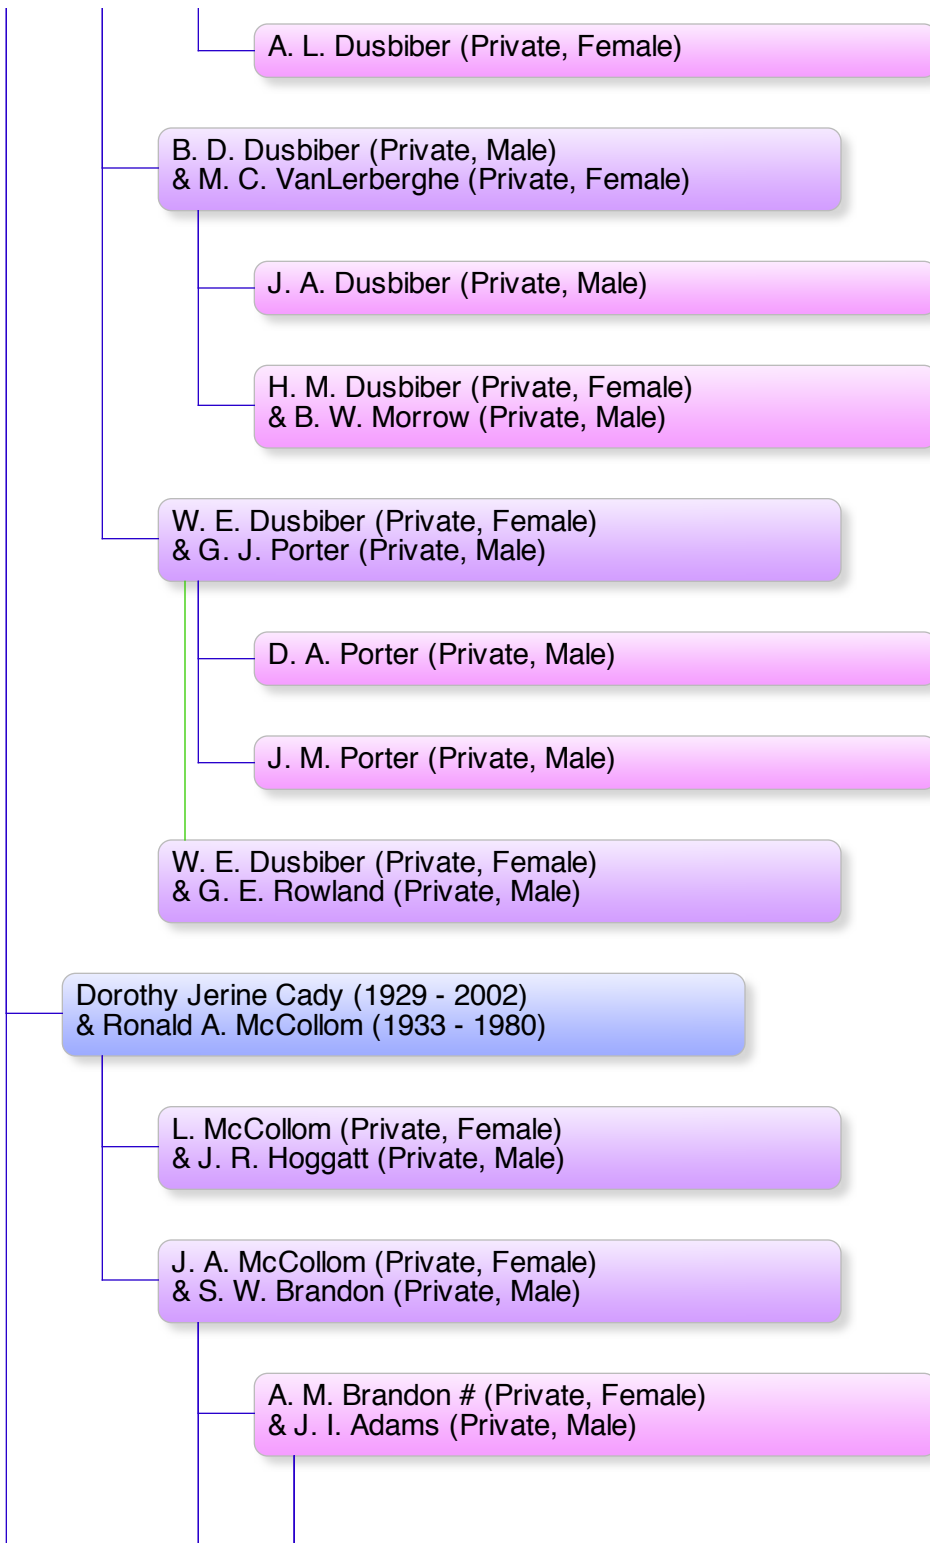 A. L. Dusbiber (Private, Female)
B. D. Dusbiber (Private, Male)
& M. C. VanLerberghe (Private, Female)
J. A. Dusbiber (Private, Male)
H. M. Dusbiber (Private, Female)
& B. W. Morrow (Private, Male)
W. E. Dusbiber (Private, Female)
& G. J. Porter (Private, Male)
D. A. Porter (Private, Male)
J. M. Porter (Private, Male)
W. E. Dusbiber (Private, Female)
& G. E. Rowland (Private, Male)
Dorothy Jerine Cady (1929 - 2002)
& Ronald A. McCollom (1933 - 1980)
L. McCollom (Private, Female)
& J. R. Hoggatt (Private, Male)
J. A. McCollom (Private, Female)
& S. W. Brandon (Private, Male)
A. M. Brandon # (Private, Female)
& J. I. Adams (Private, Male)